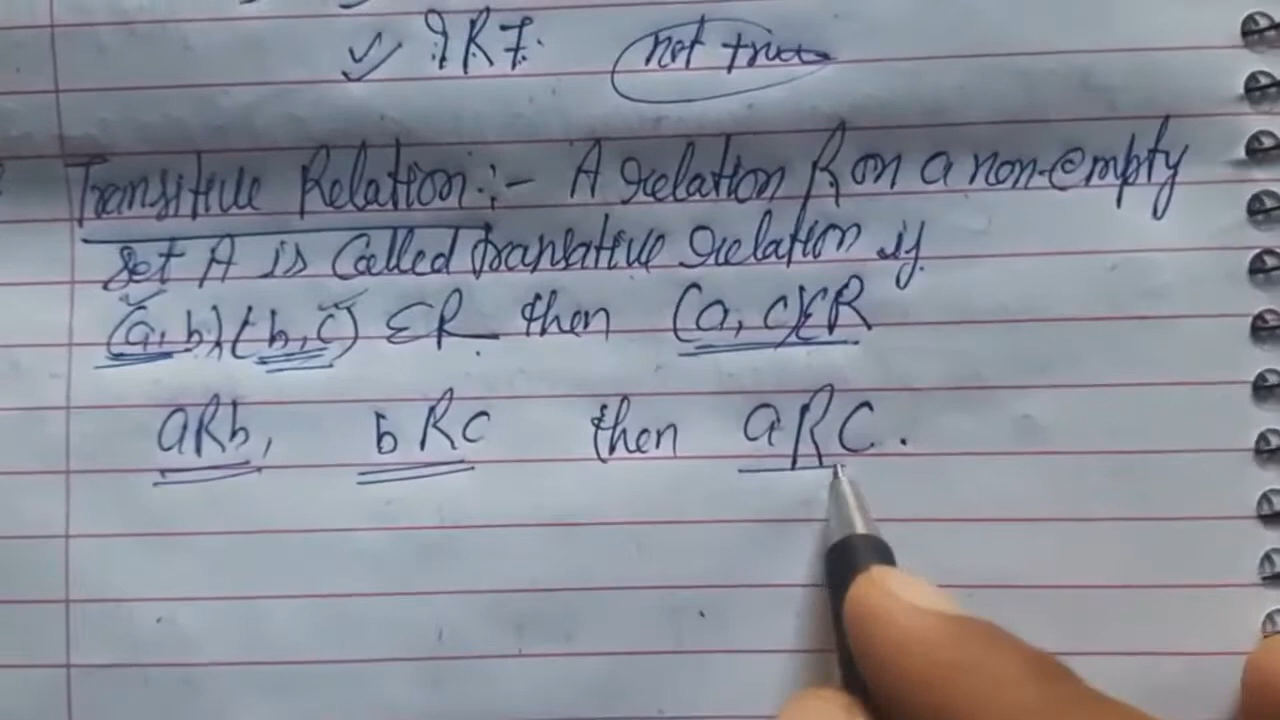 9R7. not true
Transitive Relation:- A relation R on a non-empty
set A is Called transitive relation if
(a,b)(b,c) ∈R then (a,c)∈R
aRb, bRc then aRc.